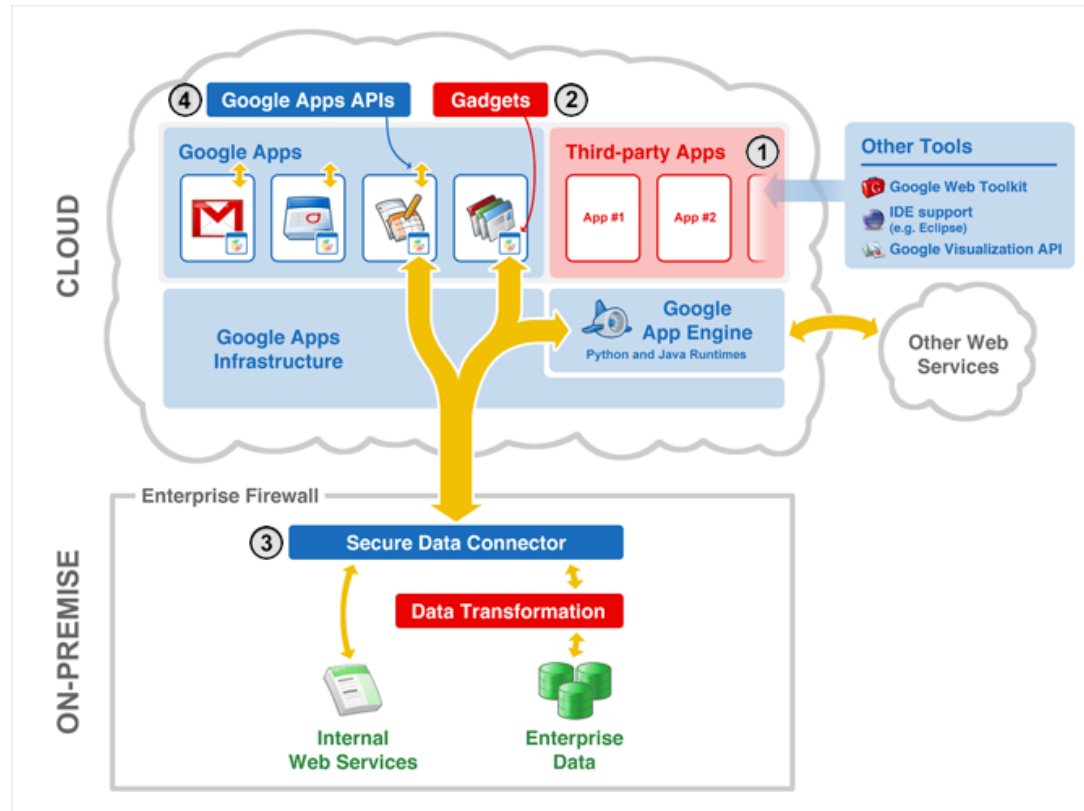 CLOUD
4
Google Apps APIs
Gadgets
2
Google Apps
Third-party Apps
1
App #1
App #2
Other Tools
Google Web Toolkit
IDE support
(e.g. Eclipse)
Google Visualization API
Google Apps
Infrastructure
Google
App Engine
Python and Java Runtimes
Other Web
Services
ON-PREMISE
Enterprise Firewall
3
Secure Data Connector
Data Transformation
Internal
Web Services
Enterprise
Data